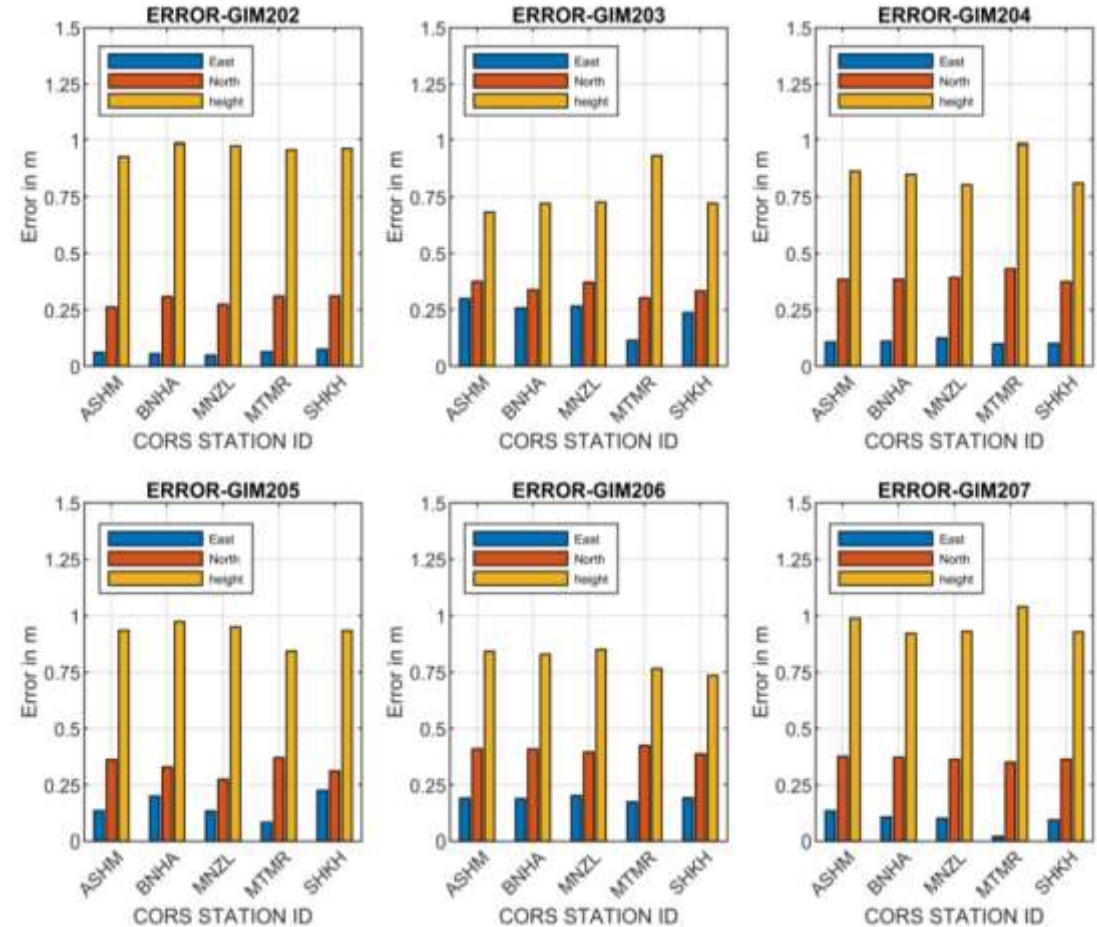 ERROR-GIM202
1.5
1.25
1
0.75
0.5
0.25
0
Error in m
East
North
height
ASHM
BNHA
MNZL
MTMR
SHKH
CORS STATION ID
ERROR-GIM203
1.5
1.25
1
0.75
0.5
0.25
0
Error in m
East
North
height
ASHM
BNHA
MNZL
MTMR
SHKH
CORS STATION ID
ERROR-GIM204
1.5
1.25
1
0.75
0.5
0.25
0
Error in m
East
North
height
ASHM
BNHA
MNZL
MTMR
SHKH
CORS STATION ID
ERROR-GIM205
1.5
1.25
1
0.75
0.5
0.25
0
Error in m
East
North
height
ASHM
BNHA
MNZL
MTMR
SHKH
CORS STATION ID
ERROR-GIM206
1.5
1.25
1
0.75
0.5
0.25
0
Error in m
East
North
height
ASHM
BNHA
MNZL
MTMR
SHKH
CORS STATION ID
ERROR-GIM207
1.5
1.25
1
0.75
0.5
0.25
0
Error in m
East
North
height
ASHM
BNHA
MNZL
MTMR
SHKH
CORS STATION ID